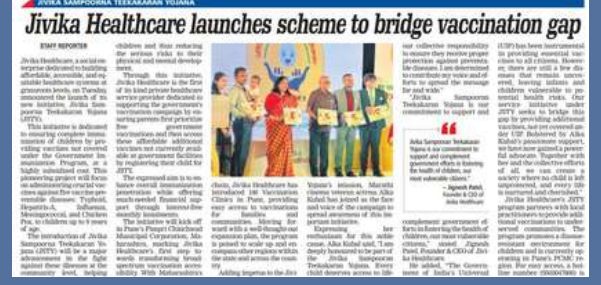 JIVIKA SAMPOORNA TEEKAKARAN YOJANA
Jivika Healthcare launches scheme to bridge vaccination gap
STAFF REPORTER
Jivika Healthcare, a social en-
terprise dedicated to building
affordable, accessible, and eq-
uitable healthcare systems at
grassroots levels, on Tuesday,
announced the launch of its
new initiative, Jivika Sam-
poorna Teekakaran Yojana
(JSTY).
This initiative is dedicated
to ensuring complete immu-
nization of children by pro-
viding vaccines not covered
under the Government Im-
munization Program, at a
highly subsidized cost. This
pioneering project will focus
on administering crucial vac-
cines against five vaccine pre-
ventable diseases: Typhoid,
Hepatitis-A, Influenza,
Meningococcal, and Chicken
Pox, to children up to 9 years
of age.
The introduction of Jivika
Sampoorna Teekakaran Yo-
jana (JSTY) will be a major
advancement in the fight
against these illnesses at the
community level, helping
children and thus reducing
the serious risks to their
physical and mental develop-
ment.
Through this initiative,
Jivika Healthcare is the first
of its kind private healthcare
service provider dedicated to
supporting the government's
vaccination campaign by en-
suring parents first prioritize
free government
vaccinations and then access
these affordable additional
vaccines not currently avail-
able at government facilities
by registering their child for
JSTY.
The expressed aim is to en-
hance overall immunization
penetration while offering
much-needed financial sup-
port through interest-free
monthly instalments.
The initiative will kick off
in Pune's Pimpri Chinchwad
Municipal Corporation, Ma-
harashtra, marking Jivika
Healthcare's first step to-
wards transforming broad-
spectrum vaccination acces-
sibility. With Maharashtra's
chain, Jivika Healthcare has
introduced 100 Vaccination
Clinics in Pune, providing
easy access to vaccinations
for families and
communities. Moving for-
ward with a well-thought-out
expansion plan, the program
is poised to scale up and en-
compass other regions within
the state and across the coun-
try.
Adding impetus to the Jivika
Yojana's mission, Marathi
cinema veteran actress Alka
Kubal has joined as the face
and voice of the campaign to
spread awareness of this im-
portant initiative.
Expressing her
enthusiasm for this noble
cause, Alka Kubal said, "I am
deeply honoured to be part of
the Jivika Sampoorna
Teekakaran Yojana. Every
child deserves access to life-
our collective responsibility
to ensure they receive proper
protection against preventa-
ble diseases. I am determined
to contribute my voice and ef-
forts to spread the message
far and wide."
"Jivika Sampoorna
Teekakaran Yojana is our
commitment to support and
Jivika Sampoorna Teekakaran
Yojana is our commitment to
support and complement
government efforts in fostering
the health of children, our
most vulnerable citizens."
- Jignesh Patel,
Founder & CEO of
Jivika Healthcare
complement government ef-
forts in fostering the health of
children, our most vulnerable
citizens," stated Jignesh
Patel, Founder & CEO of Jivi-
ka Healthcare.
He added, "The Govern-
ment of India's Universal
(UIP) has been instrumental
in providing essential vac-
cines to all citizens. Howev-
er, there are still a few dis-
eases that remain uncov-
ered, leaving infants and
children vulnerable to po-
tential health risks. Our
service initiative under
JSTY seeks to bridge this
gap by providing additional
vaccines, not yet covered un-
der UIP. Bolstered by Alka
Kubal's passionate support,
we have now gained a power-
ful advocate. Together with
her and the collective efforts
of all, we can create a
society where no child is left
unprotected, and every life
is nurtured and cherished."
Jivika Healthcare's JSTY
program partners with local
practitioners to provide addi-
tional vaccinations in under
served communities. The
program promotes a disease-
resistant environment for
children and is currently op-
erating in Pune's PCMC re-
gion. For easy access, a hot-